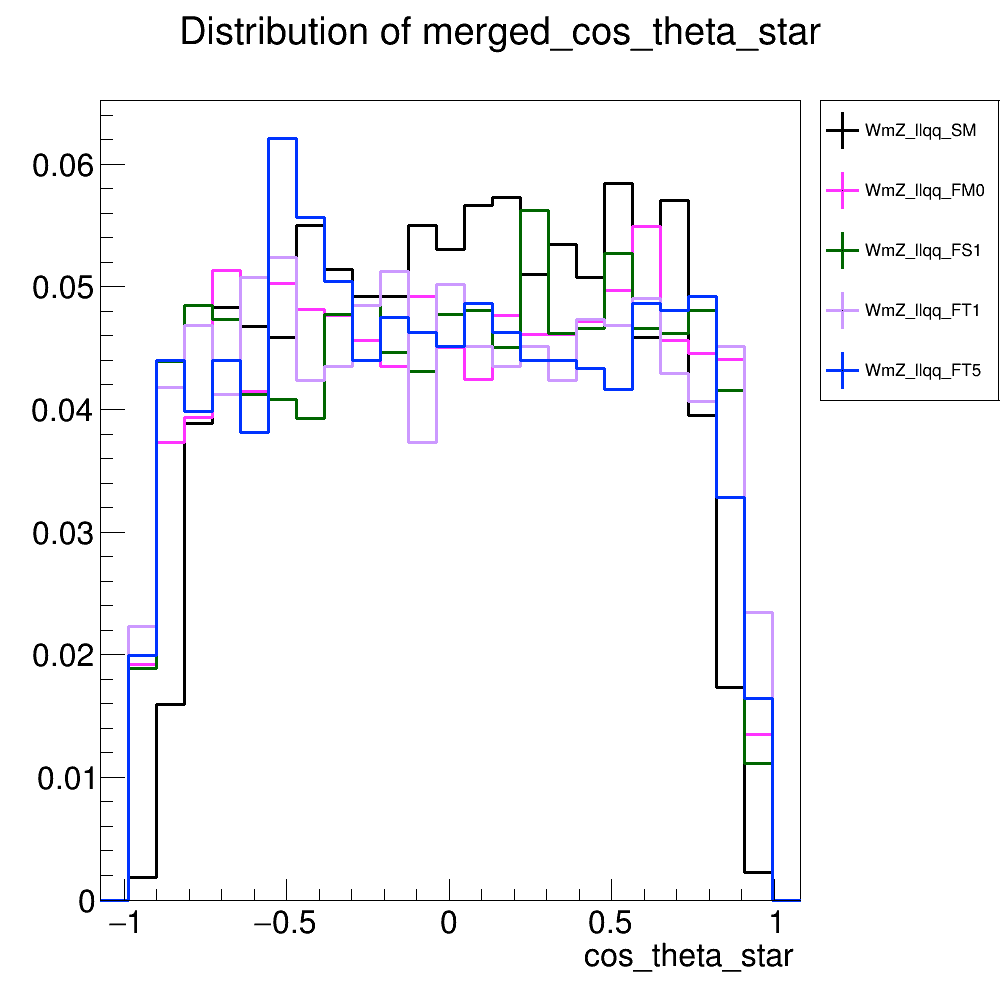 Distribution of merged_cos_theta_star
WmZ_llqq_SM
WmZ_llqq_FM0
WmZ_llqq_FS1
WmZ_llqq_FT1
WmZ_llqq_FT5
0.06
0.05
0.04
0.03
0.02
0.01
0
−1
−0.5
0
0.5
1
cos_theta_star